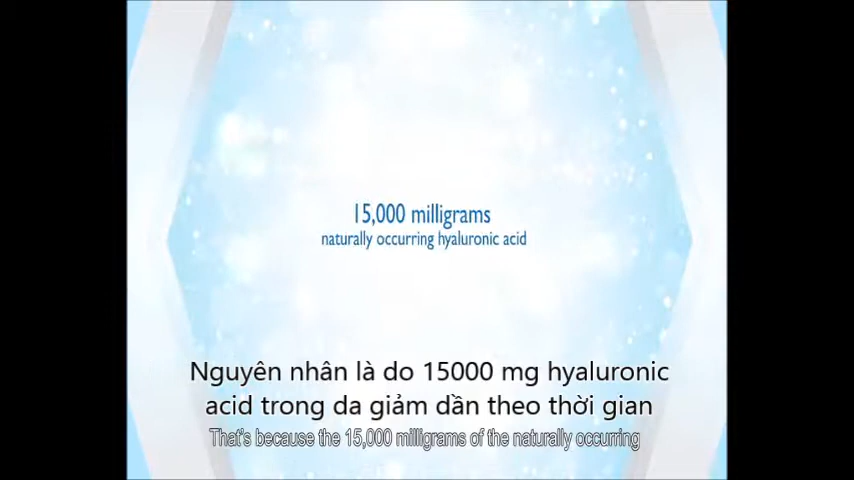 15,000 milligrams
naturally occurring hyaluronic acid
Nguyên nhân là do 15000 mg hyaluronic
acid trong da giảm dần theo thời gian
That's because the 15,000 milligrams of the naturally occurring